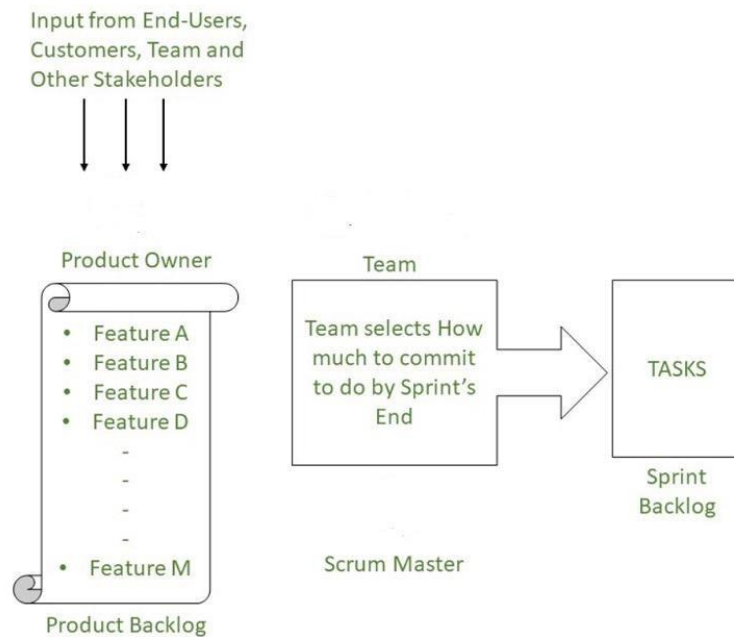 Input from End-Users,
Customers, Team and
Other Stakeholders
Product Owner
• Feature A
• Feature B
• Feature C
• Feature D
-
-
-
-
• Feature M
Product Backlog
Team
Team selects How
much to commit
to do by Sprint’s
End
Scrum Master
TASKS
Sprint
Backlog